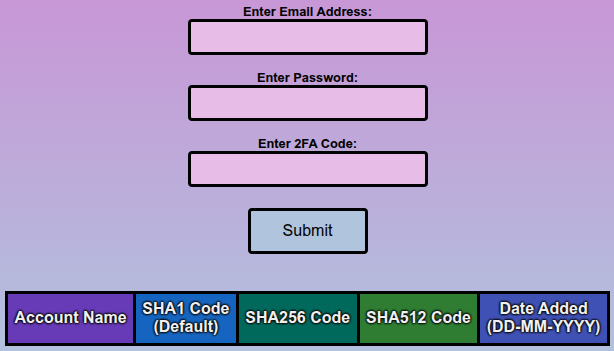 Enter Email Address:
Enter Password:
Enter 2FA Code:
Submit
Account Name
SHA1 Code
(Default)
SHA256 Code
SHA512 Code
Date Added
(DD-MM-YYYY)